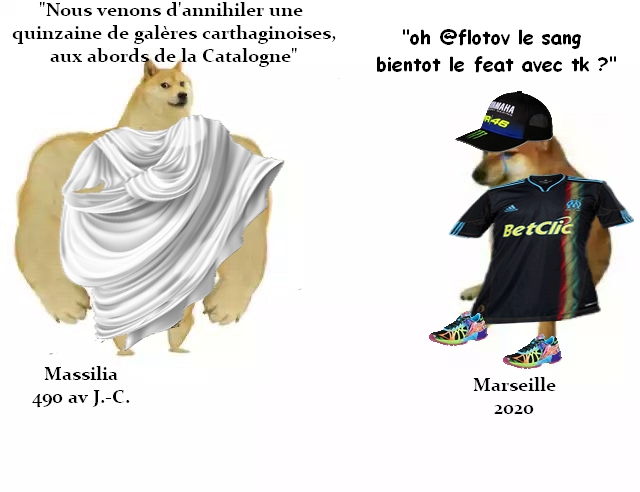 "Nous venons d'annihiler une
quinzaine de galères carthaginoises,
aux abords de la Catalogne"
Massilia
490 av J.-C.
"oh @flotov le sang
bientot le feat avec tk ?"
YAMAHA
adidas
BetClic
Marseille
2020